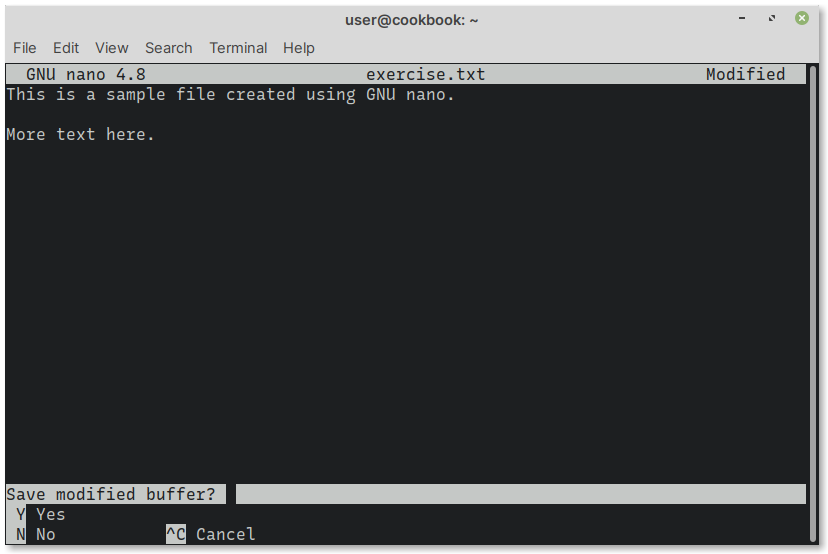 user@cookbook: ~
File Edit View Search Terminal Help
GNU nano 4.8 exercise.txt Modified
This is a sample file created using GNU nano.
More text here.
Save modified buffer?
Y Yes
N No ^C Cancel